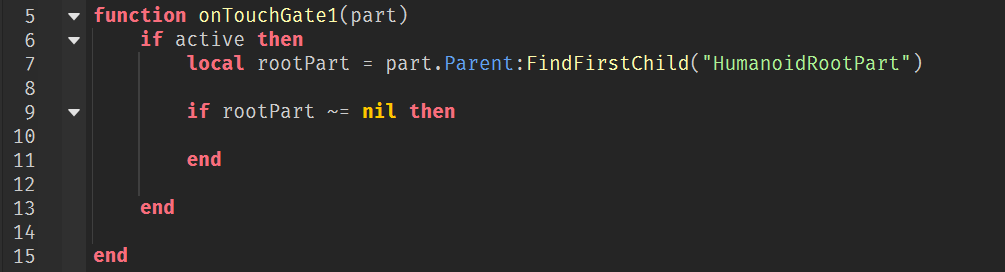 5 function onTouchGate1(part)
6 if active then
7 local rootPart = part.Parent:FindFirstChild("HumanoidRootPart")
8
9 if rootPart ~= nil then
10
11 end
12
13 end
14
15 end